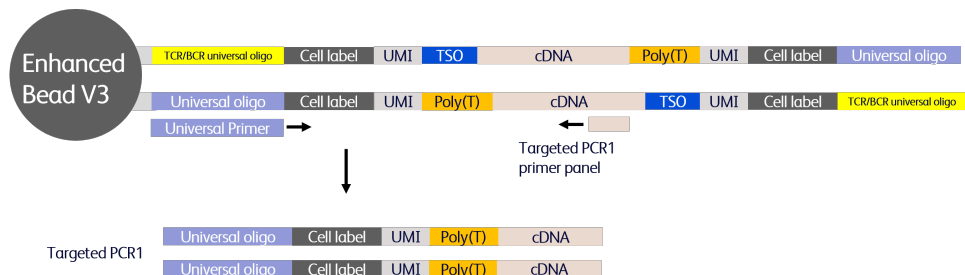 Enhanced
Bead V3
TCR/BCR universal oligo Cell label UMI TSO cDNA Poly(T) UMI Cell label Universal oligo
Universal oligo Cell label UMI Poly(T) cDNA TSO UMI Cell label TCR/BCR universal oligo
Universal Primer
Targeted PCR1
primer panel
Targeted PCR1
Universal oligo Cell label UMI Poly(T) cDNA
Universal oligo Cell label UMI Poly(T) cDNA